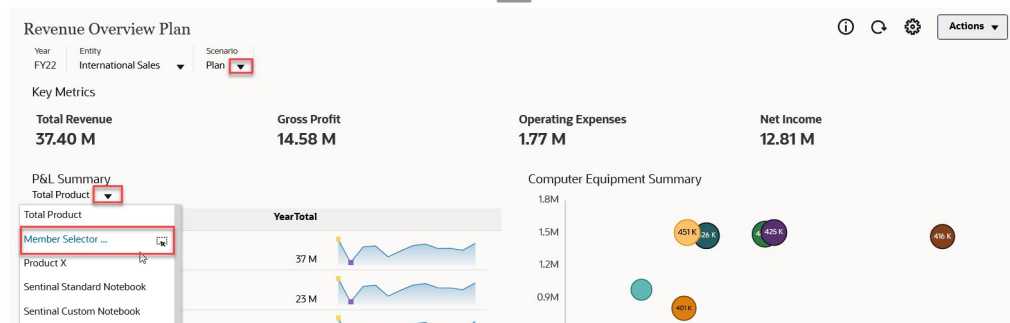 Revenue Overview Plan
Actions
Year Entity Scenario
FY22 International Sales Plan
Key Metrics
Total Revenue Gross Profit Operating Expenses Net Income
37.40 M 14.58 M 1.77 M 12.81 M
P&L Summary Computer Equipment Summary
Total Product
1.8M
Total Product YearTotal
Member Selector ...
1.5M
451 K 26 K 425 K 416 K
Product X 37 M
1.2M
Sentinal Standard Notebook
23 M 0.9M
Sentinal Custom Notebook 401 K